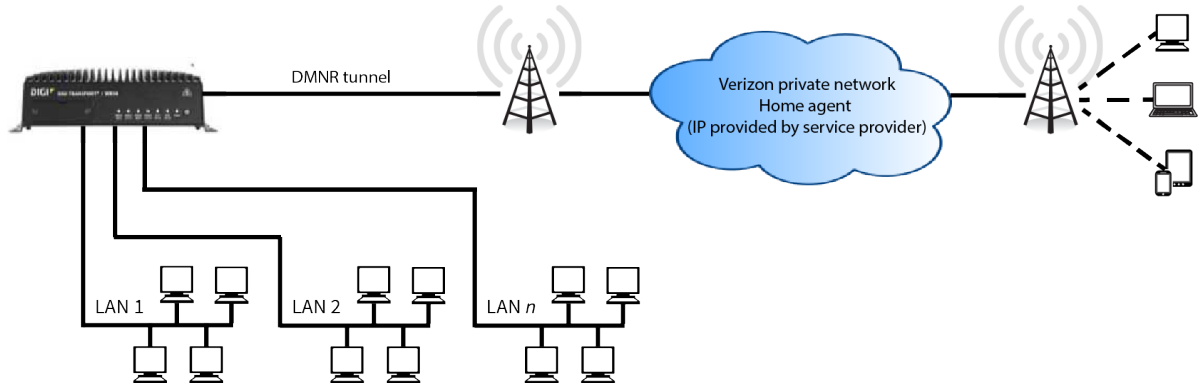 DMNR tunnel
Verizon private network
Home agent
(IP provided by service provider)
DIGI
LAN 1
LAN 2
LAN n